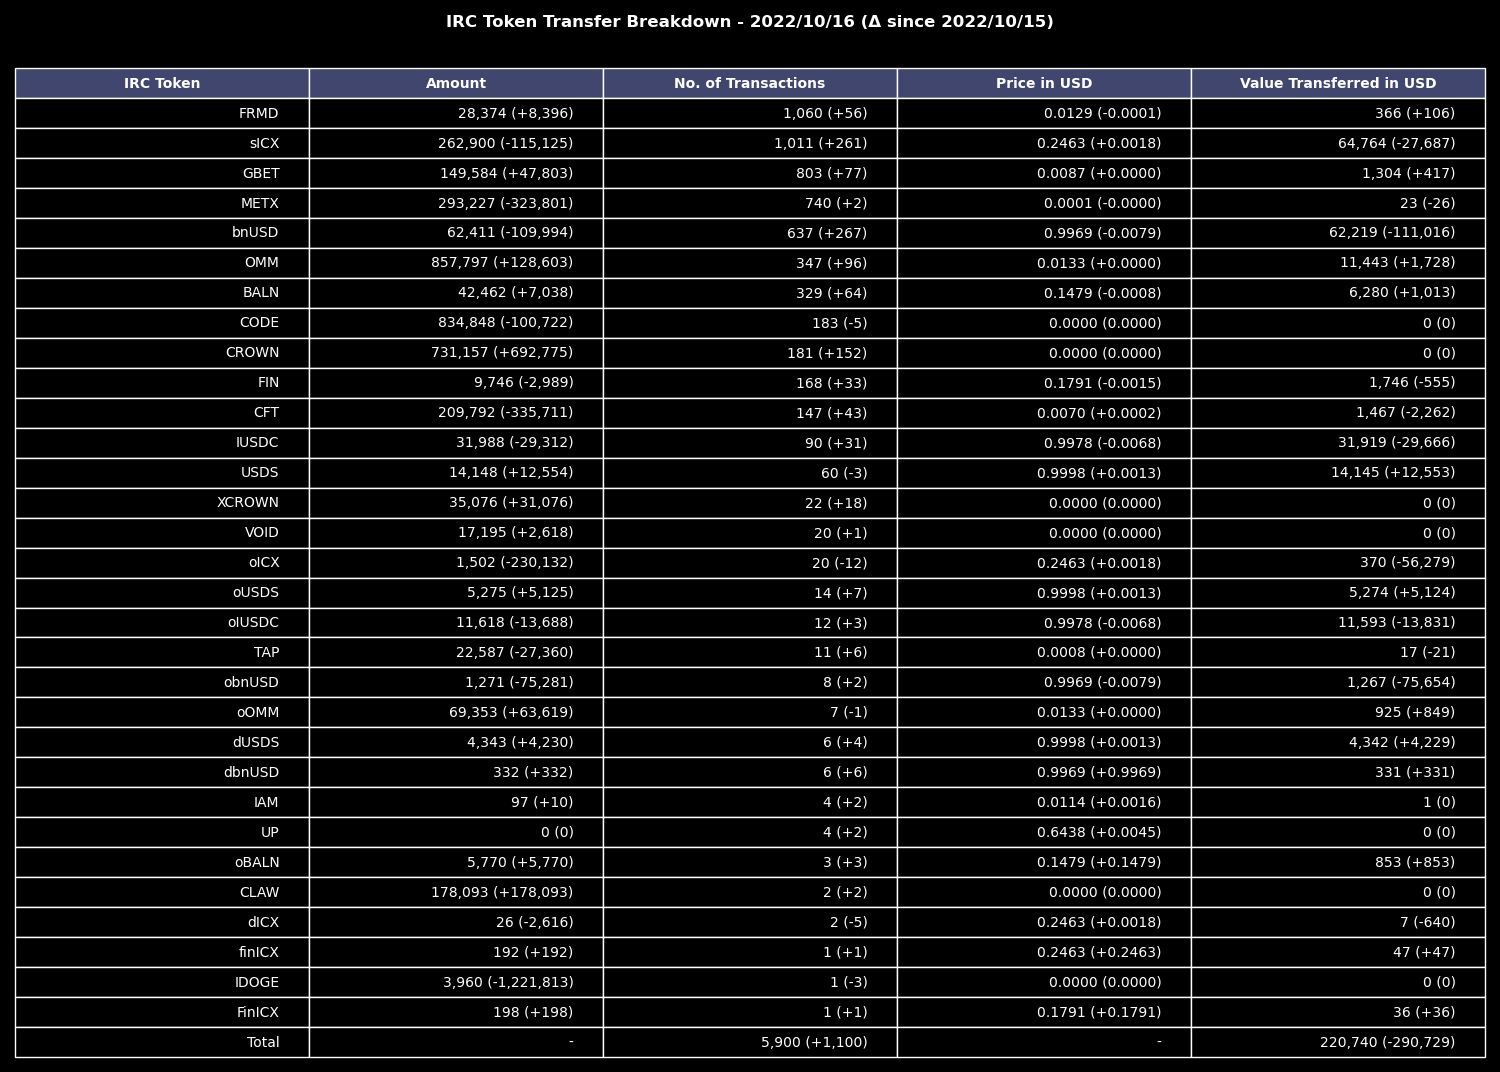 IRC Token Transfer Breakdown - 2022/10/16 (Δ since 2022/10/15)
IRC Token Amount No. of Transactions Price in USD Value Transferred in USD
FRMD 28,374 (+8,396) 1,060 (+56) 0.0129 (-0.0001) 366 (+106)
sICX 262,900 (-115,125) 1,011 (+261) 0.2463 (+0.0018) 64,764 (-27,687)
GBET 149,584 (+47,803) 803 (+77) 0.0087 (+0.0000) 1,304 (+417)
METX 293,227 (-323,801) 740 (+2) 0.0001 (-0.0000) 23 (-26)
bnUSD 62,411 (-109,994) 637 (+267) 0.9969 (-0.0079) 62,219 (-111,016)
OMM 857,797 (+128,603) 347 (+96) 0.0133 (+0.0000) 11,443 (+1,728)
BALN 42,462 (+7,038) 329 (+64) 0.1479 (-0.0008) 6,280 (+1,013)
CODE 834,848 (-100,722) 183 (-5) 0.0000 (0.0000) 0 (0)
CROWN 731,157 (+692,775) 181 (+152) 0.0000 (0.0000) 0 (0)
FIN 9,746 (-2,989) 168 (+33) 0.1791 (-0.0015) 1,746 (-555)
CFT 209,792 (-335,711) 147 (+43) 0.0070 (+0.0002) 1,467 (-2,262)
IUSDC 31,988 (-29,312) 90 (+31) 0.9978 (-0.0068) 31,919 (-29,666)
USDS 14,148 (+12,554) 60 (-3) 0.9998 (+0.0013) 14,145 (+12,553)
XCROWN 35,076 (+31,076) 22 (+18) 0.0000 (0.0000) 0 (0)
VOID 17,195 (+2,618) 20 (+1) 0.0000 (0.0000) 0 (0)
oICX 1,502 (-230,132) 20 (-12) 0.2463 (+0.0018) 370 (-56,279)
oUSDS 5,275 (+5,125) 14 (+7) 0.9998 (+0.0013) 5,274 (+5,124)
oIUSDC 11,618 (-13,688) 12 (+3) 0.9978 (-0.0068) 11,593 (-13,831)
TAP 22,587 (-27,360) 11 (+6) 0.0008 (+0.0000) 17 (-21)
obnUSD 1,271 (-75,281) 8 (+2) 0.9969 (-0.0079) 1,267 (-75,654)
oOMM 69,353 (+63,619) 7 (-1) 0.0133 (+0.0000) 925 (+849)
dUSDS 4,343 (+4,230) 6 (+4) 0.9998 (+0.0013) 4,342 (+4,229)
dbnUSD 332 (+332) 6 (+6) 0.9969 (+0.9969) 331 (+331)
IAM 97 (+10) 4 (+2) 0.0114 (+0.0016) 1 (0)
UP 0 (0) 4 (+2) 0.6438 (+0.0045) 0 (0)
oBALN 5,770 (+5,770) 3 (+3) 0.1479 (+0.1479) 853 (+853)
CLAW 178,093 (+178,093) 2 (+2) 0.0000 (0.0000) 0 (0)
dICX 26 (-2,616) 2 (-5) 0.2463 (+0.0018) 7 (-640)
finICX 192 (+192) 1 (+1) 0.2463 (+0.2463) 47 (+47)
IDOGE 3,960 (-1,221,813) 1 (-3) 0.0000 (0.0000) 0 (0)
FinICX 198 (+198) 1 (+1) 0.1791 (+0.1791) 36 (+36)
Total - 5,900 (+1,100) - 220,740 (-290,729)